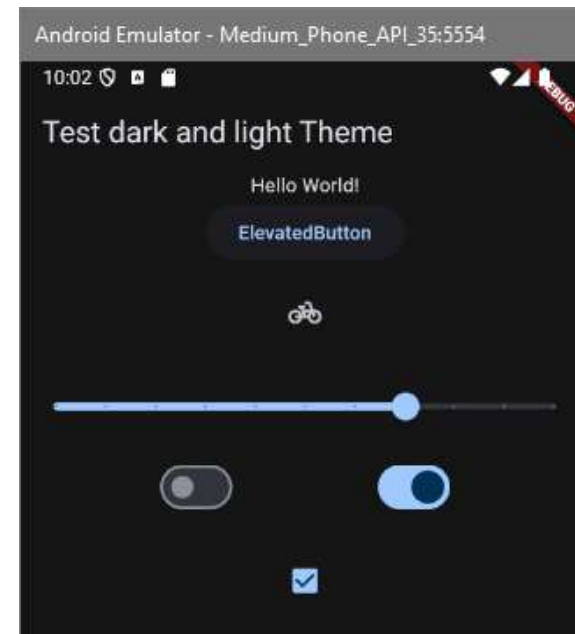 Android Emulator - Medium_Phone_API_35:5554
10:02
DEBUG
Test dark and light Theme
Hello World!
ElevatedButton